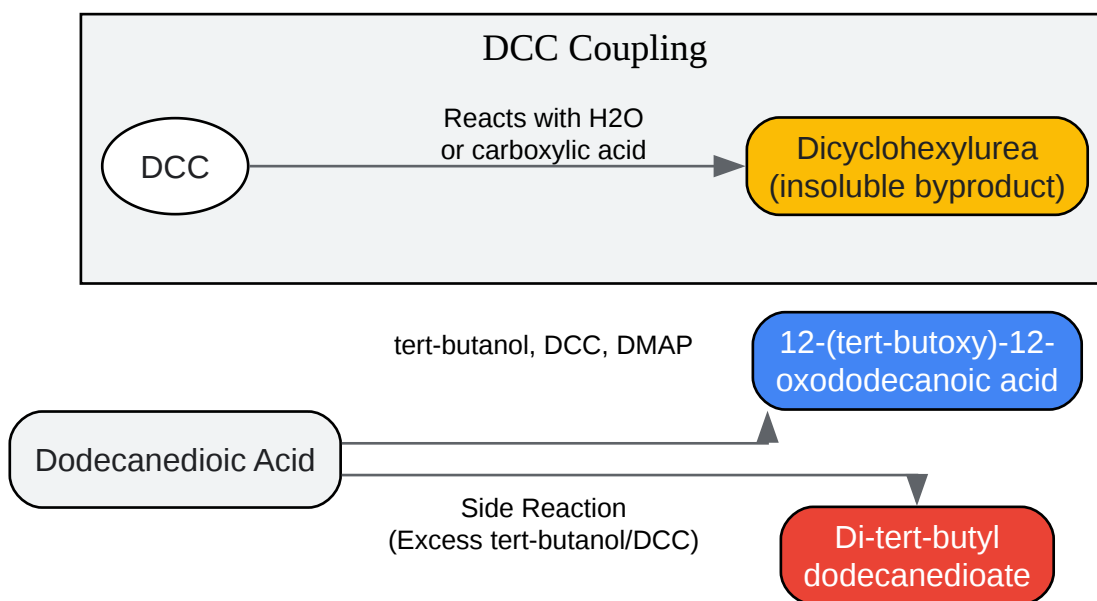 DCC Coupling
Reacts with H2O
or carboxylic acid
DCC
Dicyclohexylurea
(insoluble byproduct)
tert-butanol, DCC, DMAP
12-(tert-butoxy)-12-
oxododecanoic acid
Dodecanedioic Acid
Side Reaction
(Excess tert-butanol/DCC)
Di-tert-butyl
dodecanedioate